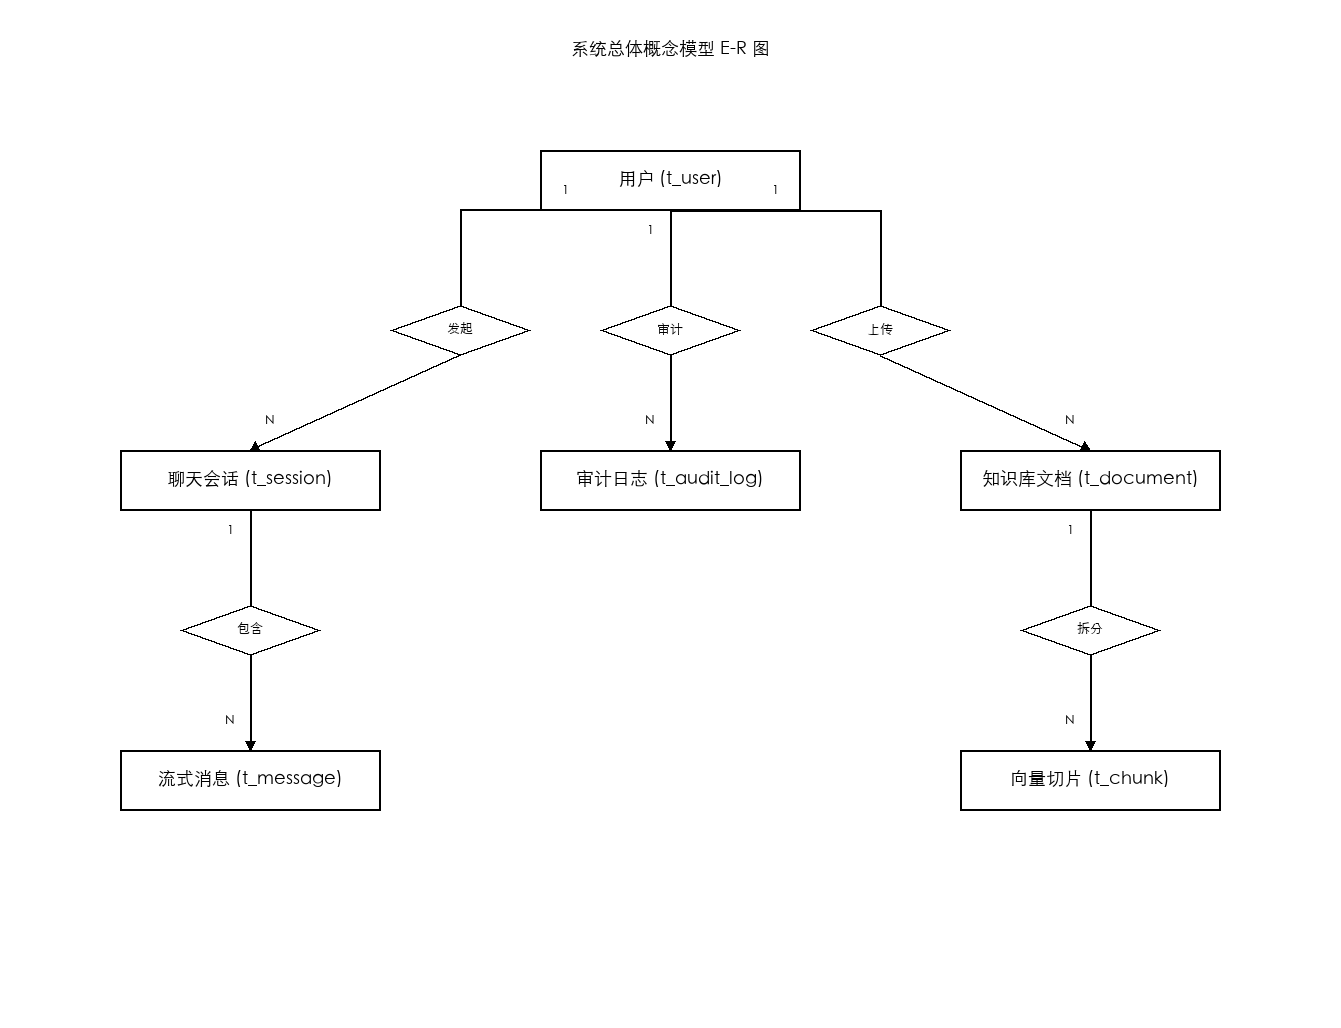 系统总体概念模型 E-R 图
用户 (t_user)
1
1
1
发起
审计
上传
N
N
N
聊天会话 (t_session)
审计日志 (t_audit_log)
知识库文档 (t_document)
1
1
包含
拆分
N
N
流式消息 (t_message)
向量切片 (t_chunk)